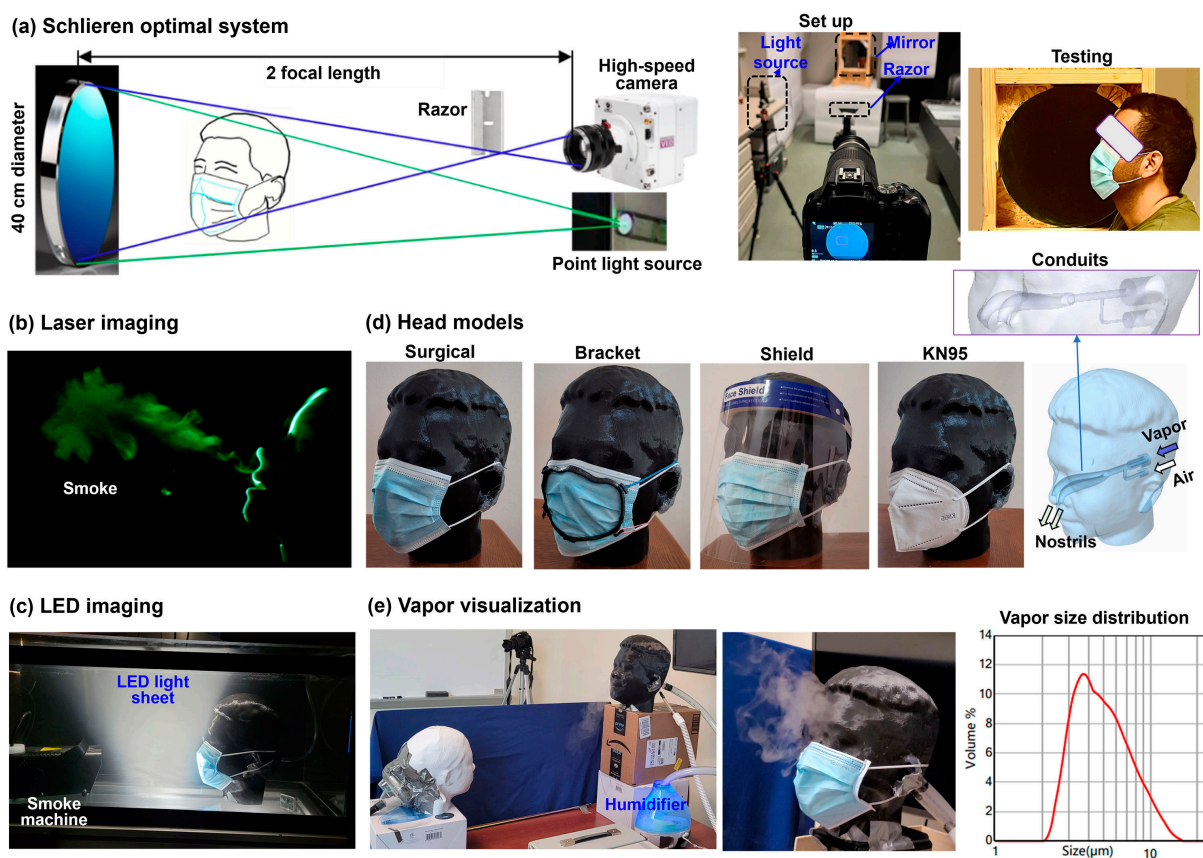 (a) Schlieren optimal system
2 focal length
40 cm diameter
Razor
High-speed
camera
Point light source
Set up
Light
source
Mirror
Razor
Testing
Conduits
(b) Laser imaging
Smoke
(d) Head models
Surgical
Bracket
Shield
Face Shield
KN95
KN95
Vapor
Air
Nostrils
(c) LED imaging
LED light
sheet
Smoke
machine
(e) Vapor visualization
Humidifier
Vapor size distribution
Volume %
14
12
10
8
6
4
2
0
1
Size(μm)
10